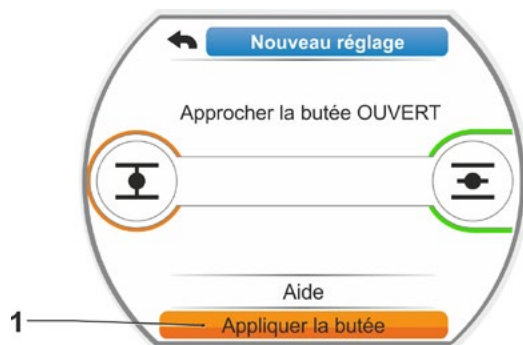 Nouveau réglage
Approcher la butée OUVERT
Aide
1
Appliquer la butée